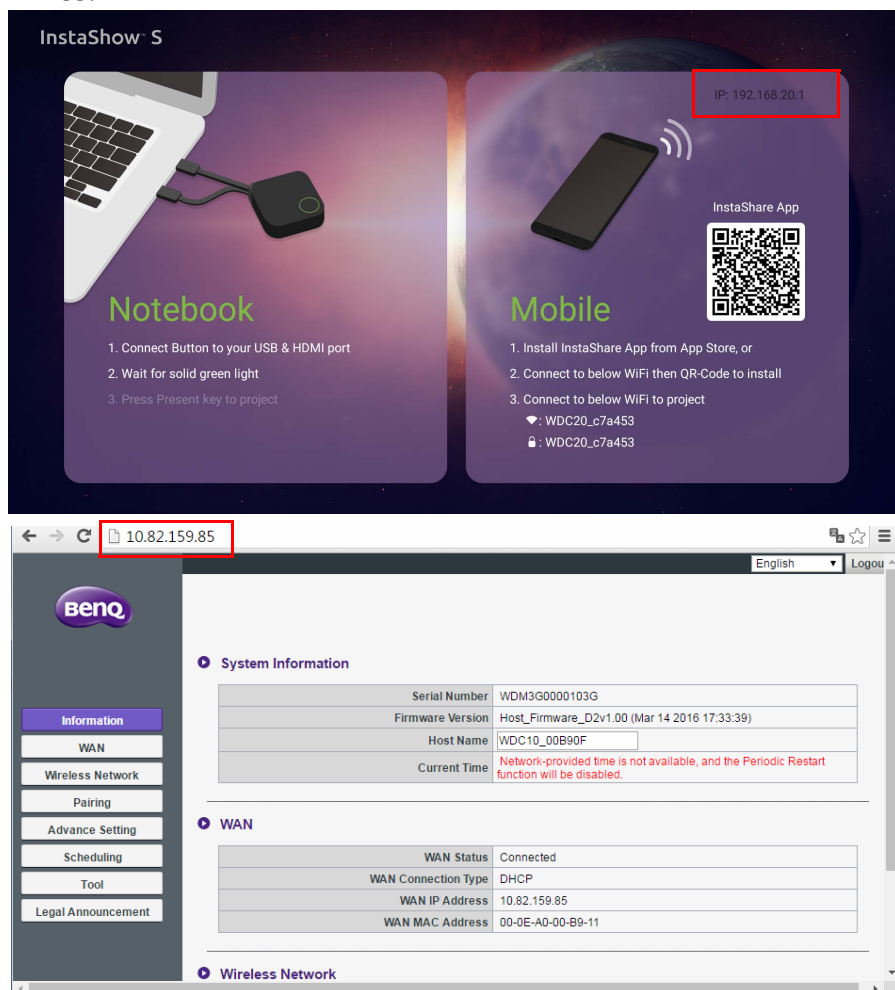 InstaShow™ S
IP: 192.168.20.1
InstaShare App
Notebook
1. Connect Button to your USB & HDMI port
2. Wait for solid green light
3. Press Present key to project
Mobile
1. Install InstaShare App from App Store, or
2. Connect to below WiFi then QR-Code to install
3. Connect to below WiFi to project
: WDC20_c7a453
: WDC20_c7a453
10.82.159.85
English
Logou
BenQ
Information
WAN
Wireless Network
Pairing
Advance Setting
Scheduling
Tool
Legal Announcement
System Information
Serial Number WDM3G0000103G
Firmware Version Host_Firmware_D2v1.00 (Mar 14 2016 17:33:39)
Host Name WDC10_00B90F
Current Time Network-provided time is not available, and the Periodic Restart
function will be disabled.
WAN
WAN Status Connected
WAN Connection Type DHCP
WAN IP Address 10.82.159.85
WAN MAC Address 00-0E-A0-00-B9-11
Wireless Network